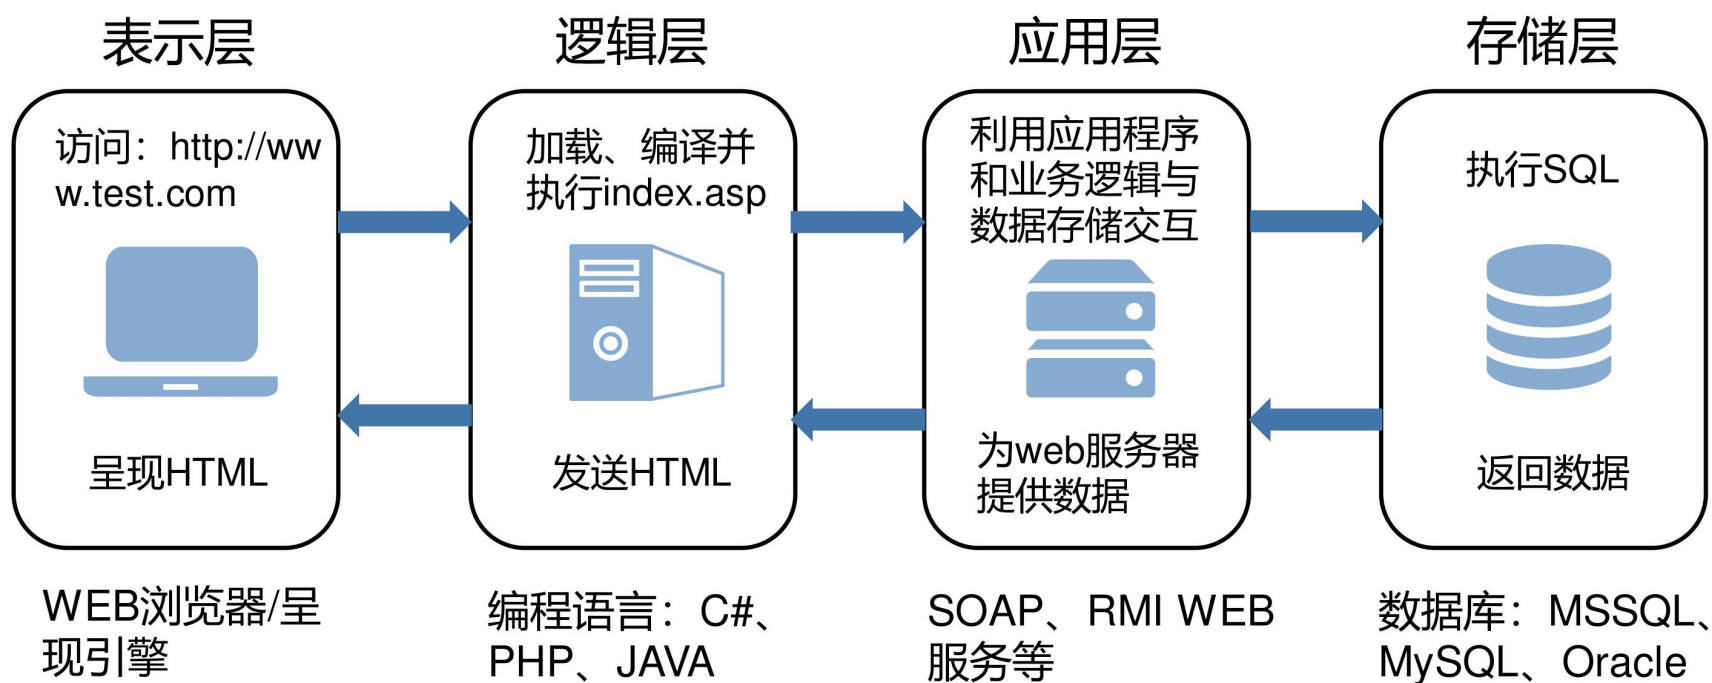 表示层
逻辑层
应用层
存储层
访问：http://ww
w.test.com
呈现HTML
加载、编译并
执行index.asp
发送HTML
利用应用程序
和业务逻辑与
数据存储交互
为web服务器
提供数据
执行SQL
返回数据
WEB浏览器/呈
现引擎
编程语言：C#、
PHP、JAVA
SOAP、RMI WEB
服务等
数据库：MSSQL、
MySQL、Oracle